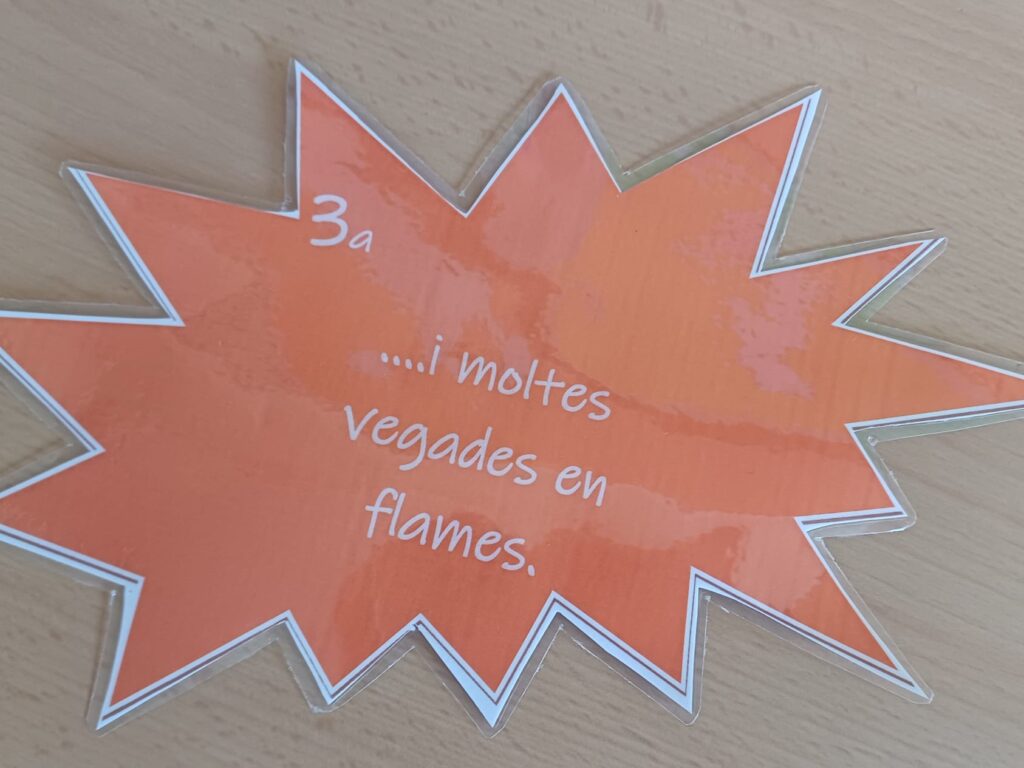 3a
....i moltes
vegades en
flames.